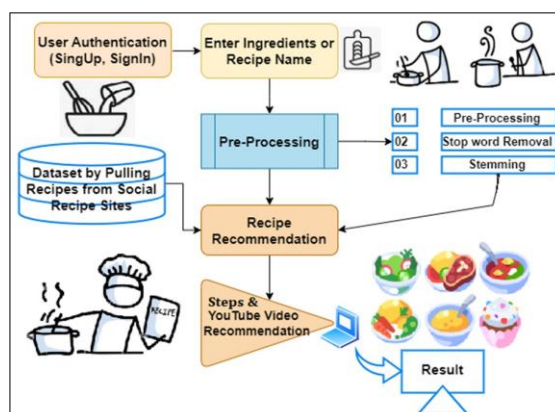 User Authentication
(SingUp, SignIn)
Enter Ingredients or
Recipe Name
Pre-Processing
01 Pre-Processing
02 Stop word Removal
03 Stemming
Dataset by Pulling
Recipes from Social
Recipe Sites
Recipe
Recommendation
RECIPE
Steps &
YouTube Video
Recommendation
Result